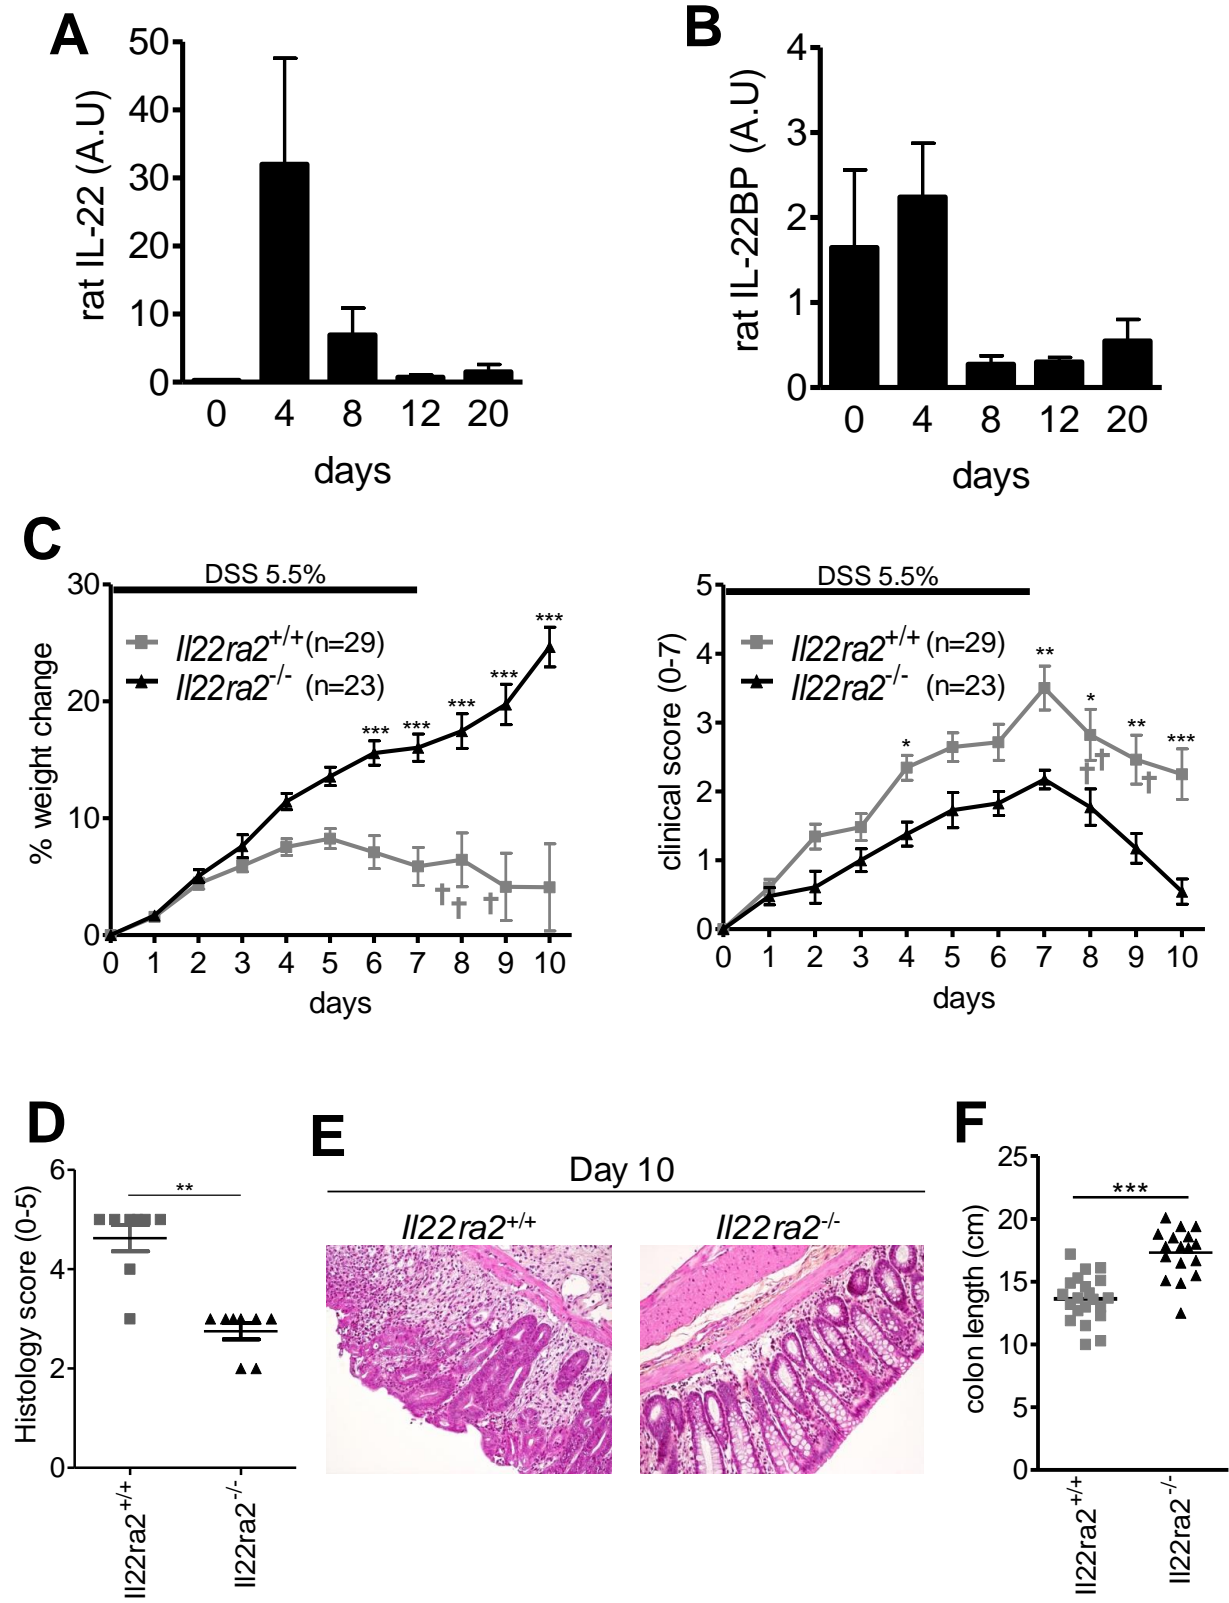 A
50
40
30
20
10
0
rat IL-22 (A.U)
0 4 8 12 20
days
B
4
3
2
1
0
rat IL-22BP (A.U)
0 4 8 12 20
days
C
DSS 5.5%
30
20
10
0
% weight change
Il22ra2+/+ (n=29)
Il22ra2-/- (n=23)
*** *** *** *** ***
† † †
0 1 2 3 4 5 6 7 8 9 10
days
DSS 5.5%
5
4
3
2
1
0
clinical score (0-7)
Il22ra2+/+ (n=29)
Il22ra2-/- (n=23)
* ** * ** ***
† † †
0 1 2 3 4 5 6 7 8 9 10
days
D
6
4
2
0
Histology score (0-5)
**
Il22ra2+/+
Il22ra2-/-
E
Day 10
Il22ra2+/+
Il22ra2-/-
F
25
20
15
10
5
0
colon length (cm)
***
Il22ra2+/+
Il22ra2-/-